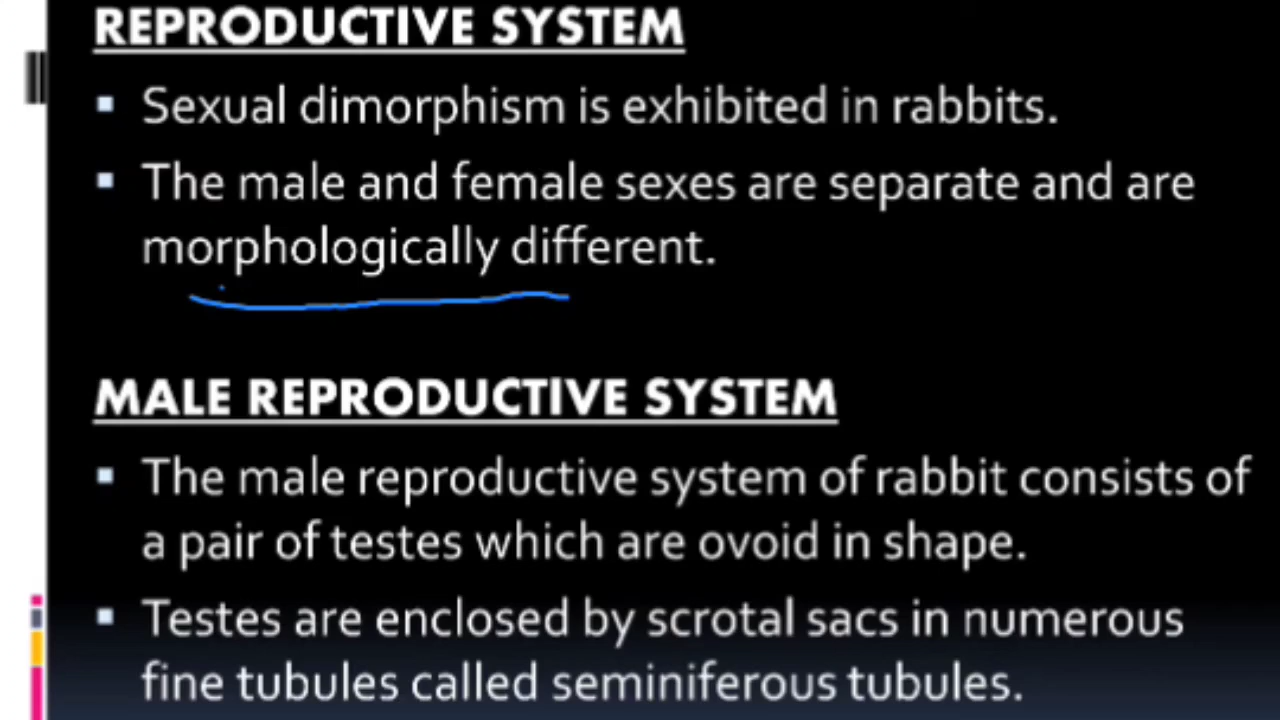 REPRODUCTIVE SYSTEM
▪ Sexual dimorphism is exhibited in rabbits.
▪ The male and female sexes are separate and are
morphologically different.
MALE REPRODUCTIVE SYSTEM
▪ The male reproductive system of rabbit consists of
a pair of testes which are ovoid in shape.
▪ Testes are enclosed by scrotal sacs in numerous
fine tubules called seminiferous tubules.